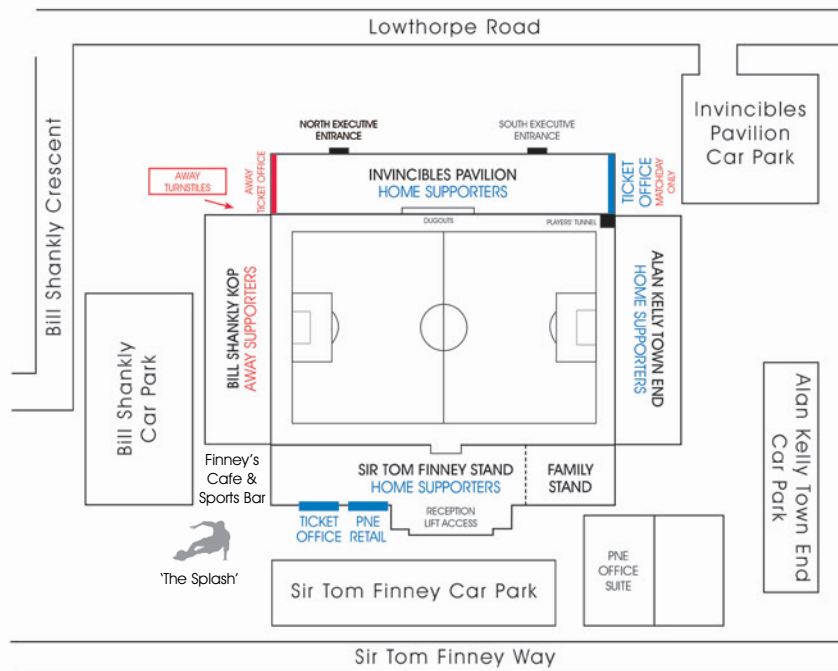 Lowthorpe Road
Bill Shankly Crescent
Invincibles
Pavilion
Car Park
NORTH EXECUTIVE
ENTRANCE
SOUTH EXECUTIVE
ENTRANCE
AWAY
TURNSTILES
AWAY
TICKET OFFICE
INVINCIBLES PAVILION
HOME SUPPORTERS
TICKET
OFFICE
MATCHDAY
ONLY
DUGOUTS
PLAYERS' TUNNEL
BILL SHANKLY KOP
AWAY SUPPORTERS
ALAN KELLY TOWN END
HOME SUPPORTERS
Bill Shankly
Car Park
Alan Kelly Town End
Car Park
Finney's
Cafe &
Sports Bar
SIR TOM FINNEY STAND
HOME SUPPORTERS
FAMILY
STAND
TICKET
OFFICE
PNE
RETAIL
RECEPTION
LIFT ACCESS
'The Splash'
Sir Tom Finney Car Park
PNE
OFFICE
SUITE
Sir Tom Finney Way